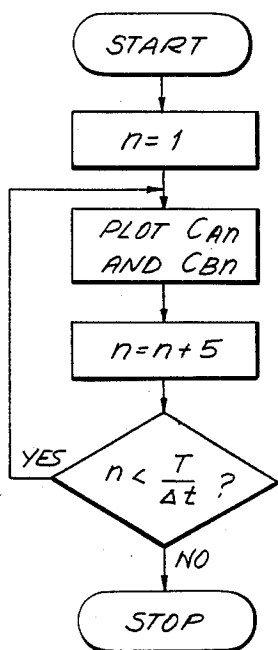 START
n = 1
PLOT CAn
AND CBn
n = n + 5
YES
n < T/Δt ?
NO
STOP